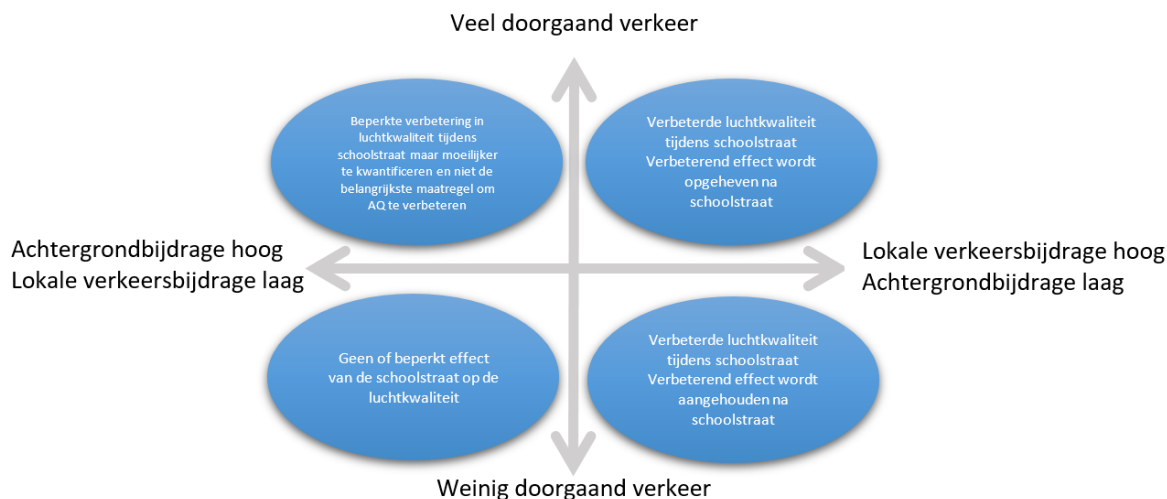 Veel doorgaand verkeer
Beperkte verbetering in
luchtkwaliteit tijdens
schoolstraat maar moeilijker
te kwantificeren en niet de
belangrijkste maatregel om
AQ te verbeteren
Verbeterde luchtkwaliteit
tijdens schoolstraat
Verbeterend effect wordt
opgeheven na
schoolstraat
Achtergrondbijdrage hoog
Lokale verkeersbijdrage laag
Lokale verkeersbijdrage hoog
Achtergrondbijdrage laag
Geen of beperkt effect
van de schoolstraat op de
luchtkwaliteit
Verbeterde luchtkwaliteit
tijdens schoolstraat
Verbeterend effect wordt
aangehouden na
schoolstraat
Weinig doorgaand verkeer